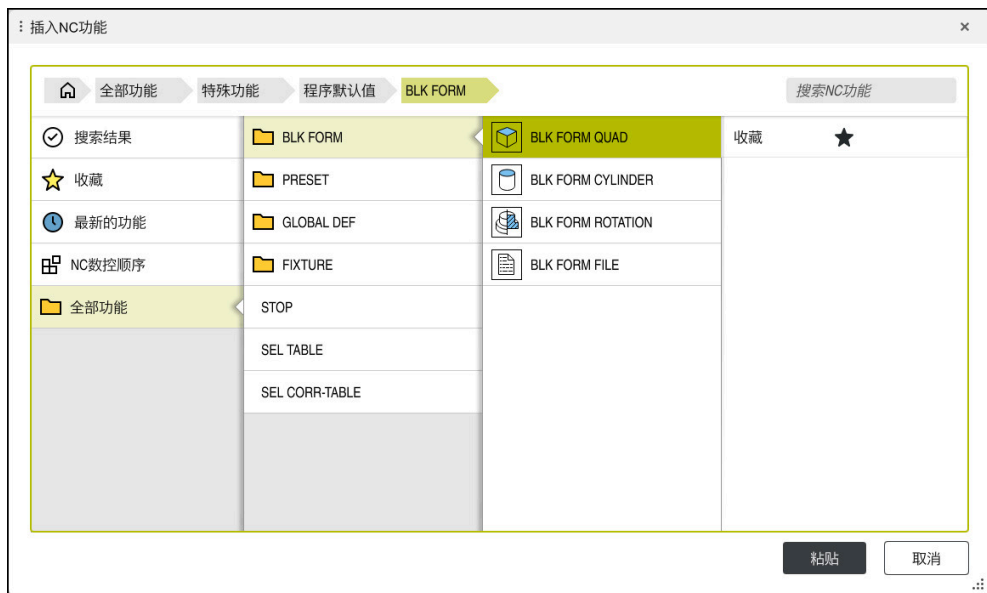 插入NC功能
全部功能 特殊功能 程序默认值 BLK FORM 搜索NC功能
搜索结果 BLK FORM BLK FORM QUAD 收藏
收藏 PRESET BLK FORM CYLINDER
最新的功能 GLOBAL DEF BLK FORM ROTATION
NC数控顺序 FIXTURE BLK FORM FILE
全部功能 STOP
SEL TABLE
SEL CORR-TABLE
粘贴 取消